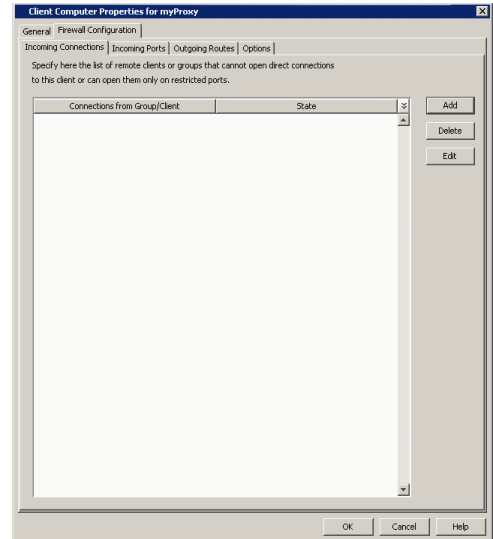 Client Computer Properties for myProxy
General Firewall Configuration
Incoming Connections Incoming Ports Outgoing Routes Options
Specify here the list of remote clients or groups that cannot open direct connections
to this client or can open them only on restricted ports.
Connections from Group/Client State Add
Delete
Edit
OK Cancel Help